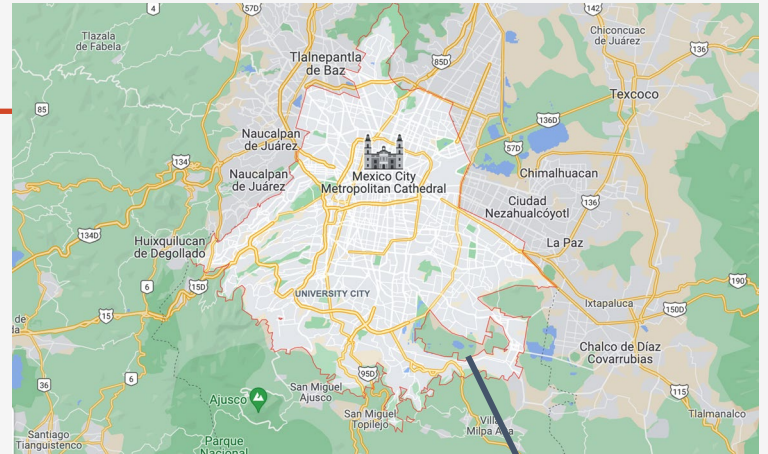 4
57D
142
Tlazala
de Fabela
Chiconcuac
de Juárez
136
Tlalnepantla
de Baz
85D
Texcoco
85
136D
Naucalpan
de Juárez
57D
134
Mexico City
Metropolitan Cathedral
Chimalhuacan
Naucalpan
de Juárez
136
Ciudad
Nezahualcóyotl
134D
Huixquilucan
de Degollado
La Paz
6
15D
190
UNIVERSITY CITY
Ixtapaluca
150D
de
da
15
Chalco de Díaz
Covarrubias
36
6
95D
San Miguel
Ajusco
115
Ajusco
San Miguel
Topilejo
Tlalmanalco
Milpa
Santiago
Tianguistenco
Parque
Nacional